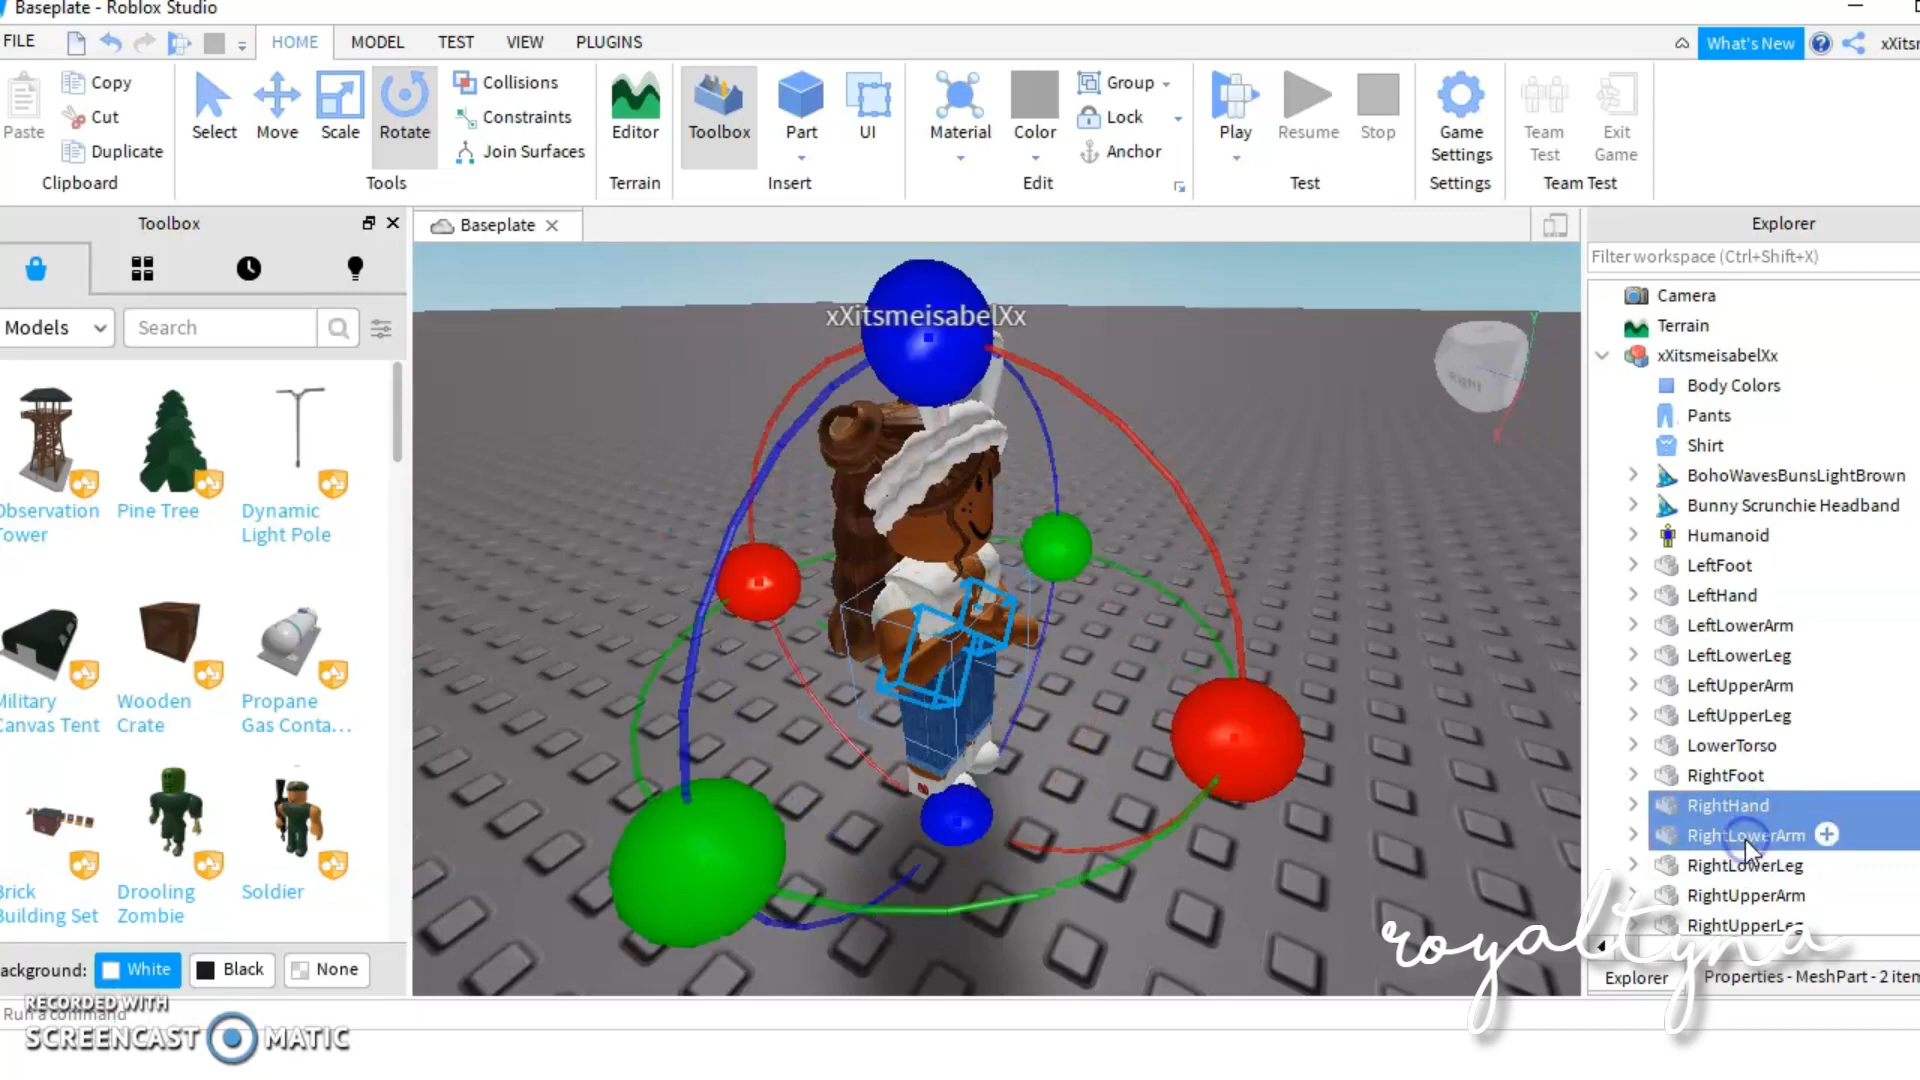 Baseplate - Roblox Studio
FILE
HOME
MODEL
TEST
VIEW
PLUGINS
What's New
?
xXitsr
Paste
Copy
Cut
Duplicate
Clipboard
Select
Move
Scale
Rotate
Collisions
Constraints
Join Surfaces
Tools
Editor
Terrain
Toolbox
Part
UI
Insert
Material
Color
Group
Lock
Anchor
Edit
Play
Resume
Stop
Test
Game
Settings
Settings
Team
Test
Exit
Game
Team Test
Toolbox
Models
Search
Observation
Tower
Pine Tree
Dynamic
Light Pole
Military
Canvas Tent
Wooden
Crate
Propane
Gas Conta...
Brick
Building Set
Drooling
Zombie
Soldier
ackground:
White
Black
None
RECORDED WITH
SCREENCAST MATIC
Run a command
Baseplate
xXitsmeisabelXx
Right
Y
Explorer
Filter workspace (Ctrl+Shift+X)
Camera
Terrain
xXitsmeisabelXx
Body Colors
Pants
Shirt
BohoWavesBunsLightBrown
Bunny Scrunchie Headband
Humanoid
LeftFoot
LeftHand
LeftLowerArm
LeftLowerLeg
LeftUpperArm
LeftUpperLeg
LowerTorso
RightFoot
RightHand
RightLowerArm
RightLowerLeg
RightUpperArm
RightUpperLeg
royaltyna
Explorer
Properties - MeshPart - 2 item